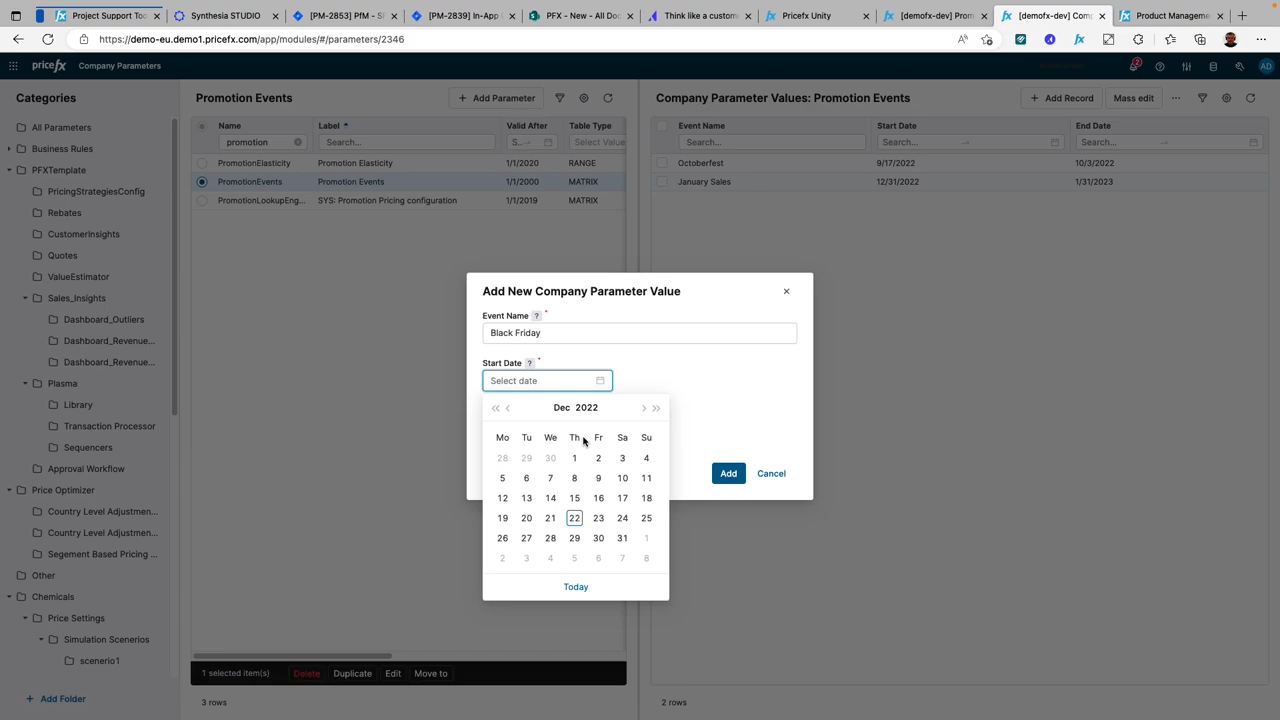 Project Support Too
Synthesia STUDIO
[PM-2853] PfM - S
[PM-2839] In-App D
PFX - New - All Doc
Think like a custome
Pricefx Unity
[demofx-dev] Prom
[demofx-dev] Com
Product Manageme
https://demo-eu.demo1.pricefx.com/app/modules/#/parameters/2346
pricefx Company Parameters
2
AD
Categories
All Parameters
Business Rules
PFXTemplate
PricingStrategiesConfig
Rebates
CustomerInsights
Quotes
ValueEstimator
Sales_Insights
Dashboard_Outliers
Dashboard_Revenue...
Dashboard_Revenue...
Plasma
Library
Transaction Processor
Sequencers
Approval Workflow
Price Optimizer
Country Level Adjustmen...
Country Level Adjustmen...
Segement Based Pricing ...
Other
Chemicals
Price Settings
Simulation Scenerios
scenerio1
Add Folder
Promotion Events
Add Parameter
Name Label Valid After Table Type
promotion Search... S.. Select Value
PromotionElasticity Promotion Elasticity 1/1/2020 RANGE
PromotionEvents Promotion Events 1/1/2000 MATRIX
PromotionLookupEng... SYS: Promotion Pricing configuration 1/1/2019 MATRIX
1 selected item(s) Delete Duplicate Edit Move to
3 rows
Company Parameter Values: Promotion Events
Add Record Mass edit ...
Event Name Start Date End Date
Search... Search... Search...
Octoberfest 9/17/2022 10/3/2022
January Sales 12/31/2022 1/31/2023
2 rows
Add New Company Parameter Value
Event Name ? *
Black Friday
Start Date ? *
Select date
Dec 2022
Mo Tu We Th Fr Sa Su
28 29 30 1 2 3 4
5 6 7 8 9 10 11
12 13 14 15 16 17 18
19 20 21 22 23 24 25
26 27 28 29 30 31 1
2 3 4 5 6 7 8
Today
Add Cancel